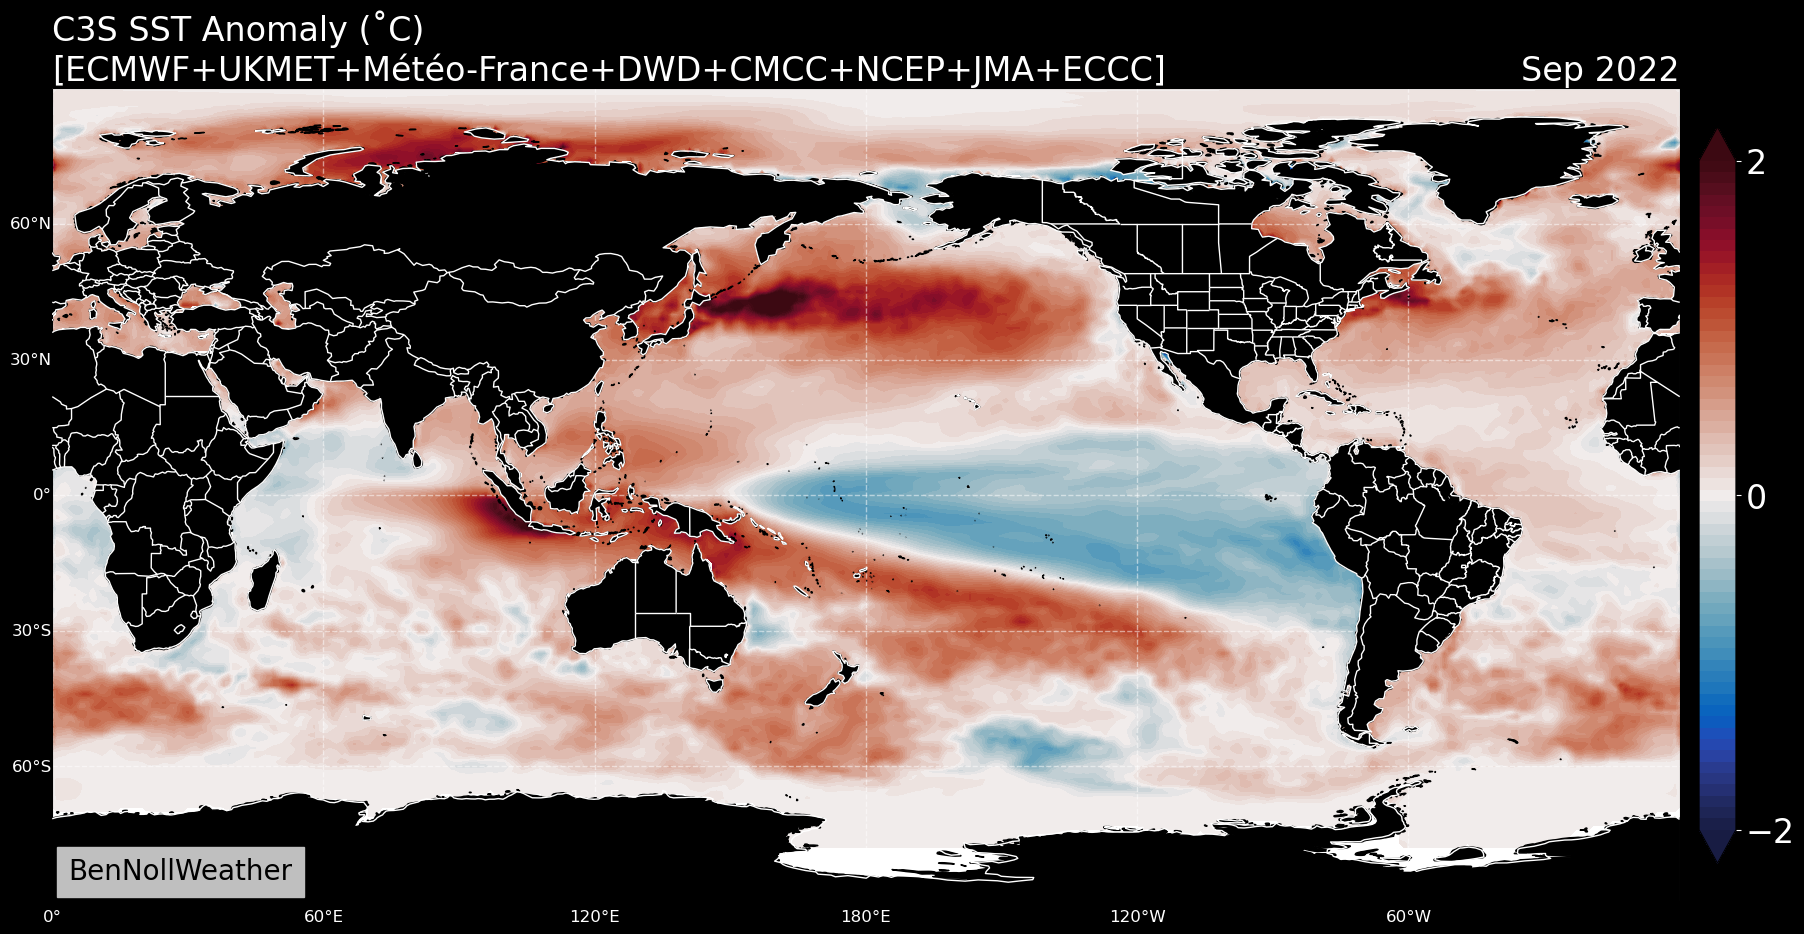 C3S SST Anomaly (˚C)
[ECMWF+UKMET+Météo-France+DWD+CMCC+NCEP+JMA+ECCC]
Sep 2022
60°N
30°N
0°
30°S
60°S
0°
60°E
120°E
180°E
120°W
60°W
2
0
−2
BenNollWeather